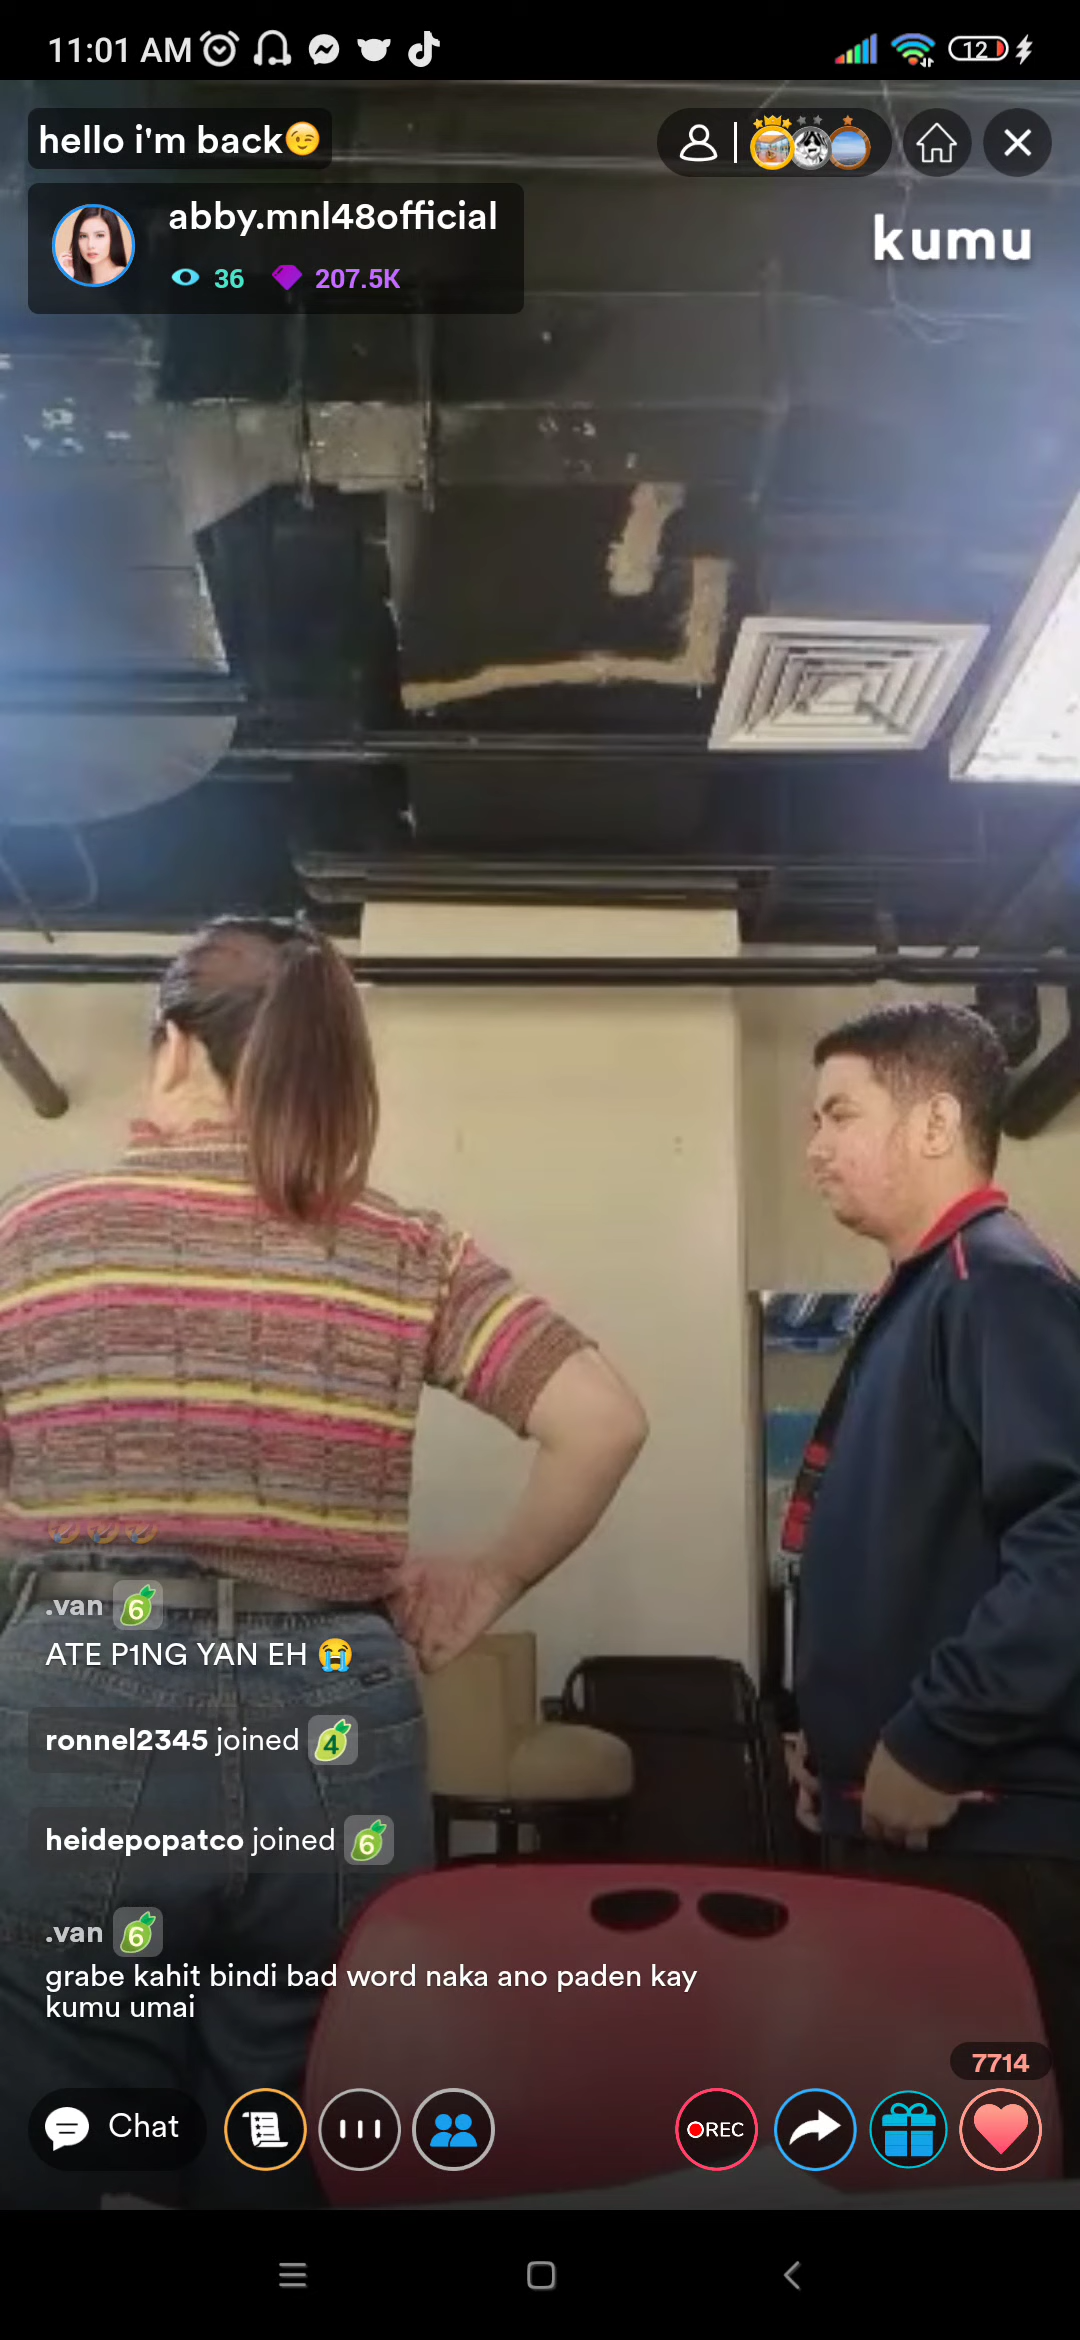 11:01 AM
12
hello i'm back😉
abby.mnl48official
36 207.5K
kumu
.van 6
ATE P1NG YAN EH 😭
ronnel2345 joined 4
heidepopatco joined 6
.van 6
grabe kahit bindi bad word naka ano paden kay
kumu umai
7714
Chat
REC